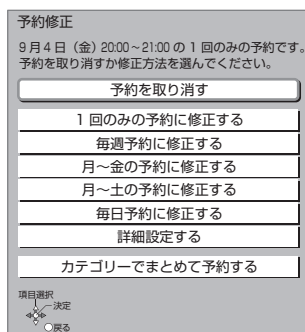 予約修正
9月4日（金）20:00~21:00の1回のみの予約です。
予約を取り消すか修正方法を選んでください。
予約を取り消す
1回のみの予約に修正する
毎週予約に修正する
月～金の予約に修正する
月～土の予約に修正する
毎日予約に修正する
詳細設定する
カテゴリーでまとめて予約する
項目選択
決定
戻る